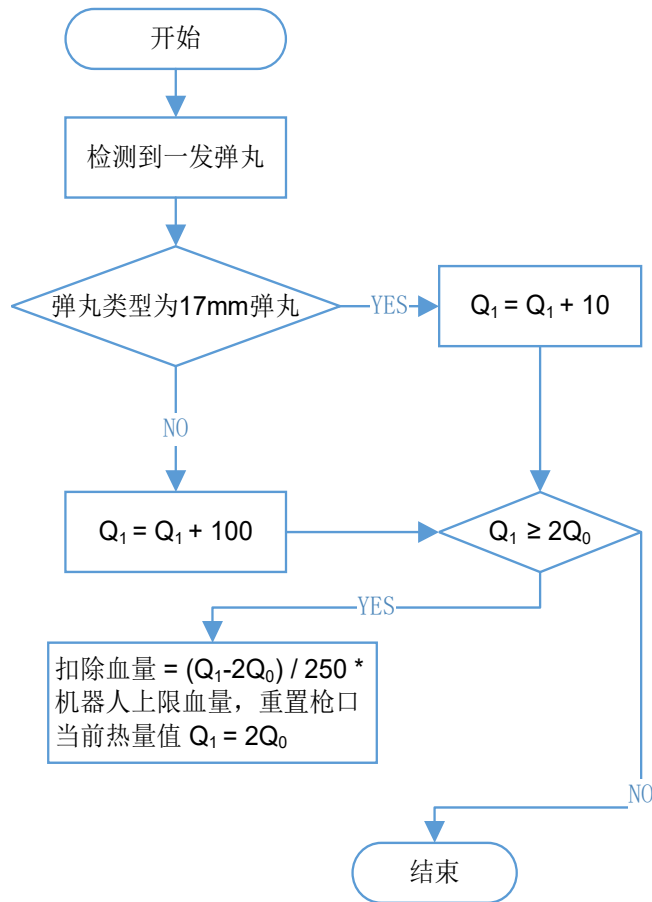 开始
检测到一发弹丸
弹丸类型为17mm弹丸
YES
Q₁ = Q₁ + 10
NO
Q₁ = Q₁ + 100
Q₁ ≥ 2Q₀
YES
扣除血量 = (Q₁-2Q₀) / 250 *
机器人上限血量，重置枪口
当前热量值 Q₁ = 2Q₀
NO
结束